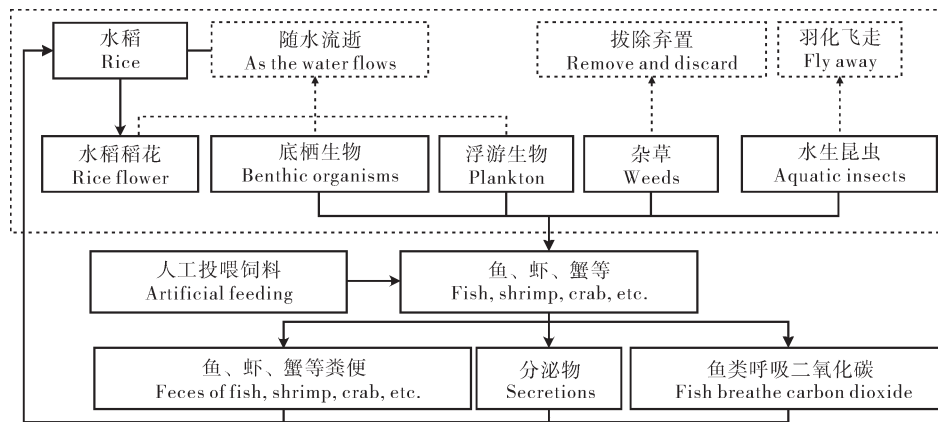 水稻
Rice
随水流逝
As the water flows
拔除弃置
Remove and discard
羽化飞走
Fly away
水稻稻花
Rice flower
底栖生物
Benthic organisms
浮游生物
Plankton
杂草
Weeds
水生昆虫
Aquatic insects
人工投喂饲料
Artificial feeding
鱼、虾、蟹等
Fish, shrimp, crab, etc.
鱼、虾、蟹等粪便
Feces of fish, shrimp, crab, etc.
分泌物
Secretions
鱼类呼吸二氧化碳
Fish breathe carbon dioxide